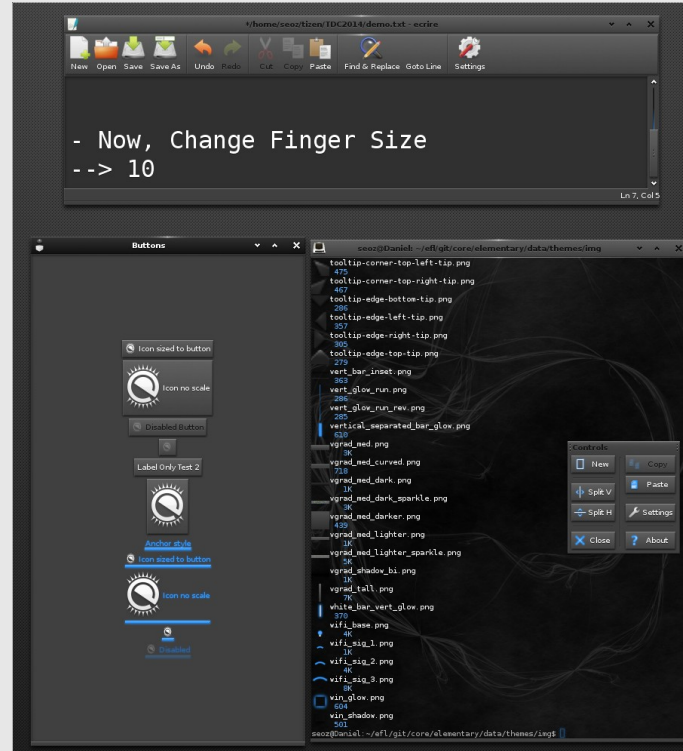 */home/seoz/tizen/TDC2014/demo.txt - ecrire
New Open Save Save As Undo Redo Cut Copy Paste Find & Replace Goto Line Settings
- Now, Change Finger Size
--> 10
Ln 7, Col 5
Buttons
Icon sized to button
Icon no scale
Disabled Button
Label Only Test 2
Anchor style
Icon sized to button
Icon no scale
Disabled
seoz@Daniel: ~/efl/git/core/elementary/data/themes/img
tooltip-corner-top-left-tip.png
475
tooltip-corner-top-right-tip.png
467
tooltip-edge-bottom-tip.png
286
tooltip-edge-left-tip.png
357
tooltip-edge-right-tip.png
305
tooltip-edge-top-tip.png
279
vert_bar_inset.png
363
vert_glow_run.png
286
vert_glow_run_rev.png
285
vertical_separated_bar_glow.png
610
vgrad_med.png
3K
vgrad_med_curved.png
718
vgrad_med_dark.png
1K
vgrad_med_dark_sparkle.png
3K
vgrad_med_darker.png
439
vgrad_med_lighter.png
1K
vgrad_med_lighter_sparkle.png
5K
vgrad_shadow_bi.png
1K
vgrad_tall.png
7K
white_bar_vert_glow.png
370
wifi_base.png
4K
wifi_sig_1.png
1K
wifi_sig_2.png
4K
wifi_sig_3.png
8K
win_glow.png
604
win_shadow.png
501
seoz@Daniel:~/efl/git/core/elementary/data/themes/img$
Controls
New Copy
Paste
Split V
Split H Settings
Close About